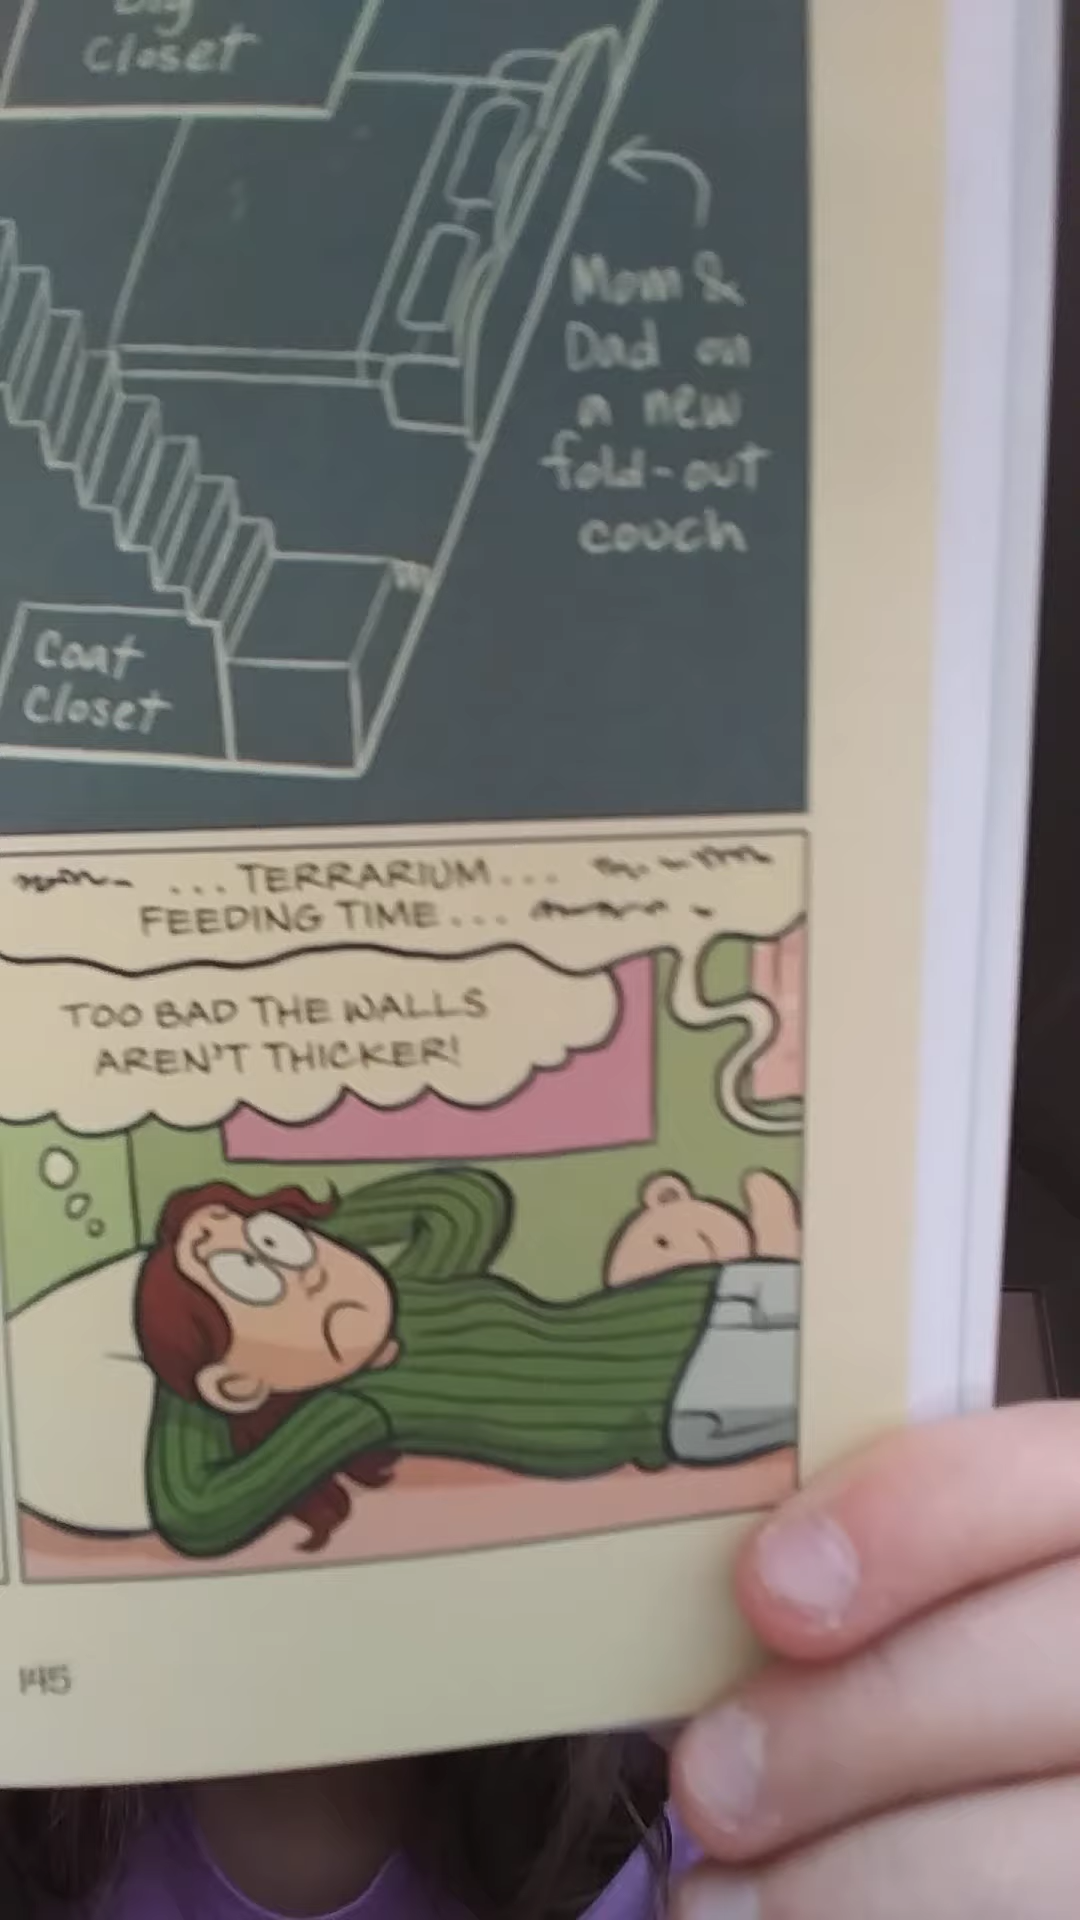 Big
Closet
Mom &
Dad on
a new
fold-out
couch
Coat
Closet
...TERRARIUM...
FEEDING TIME...
TOO BAD THE WALLS
AREN'T THICKER!
145